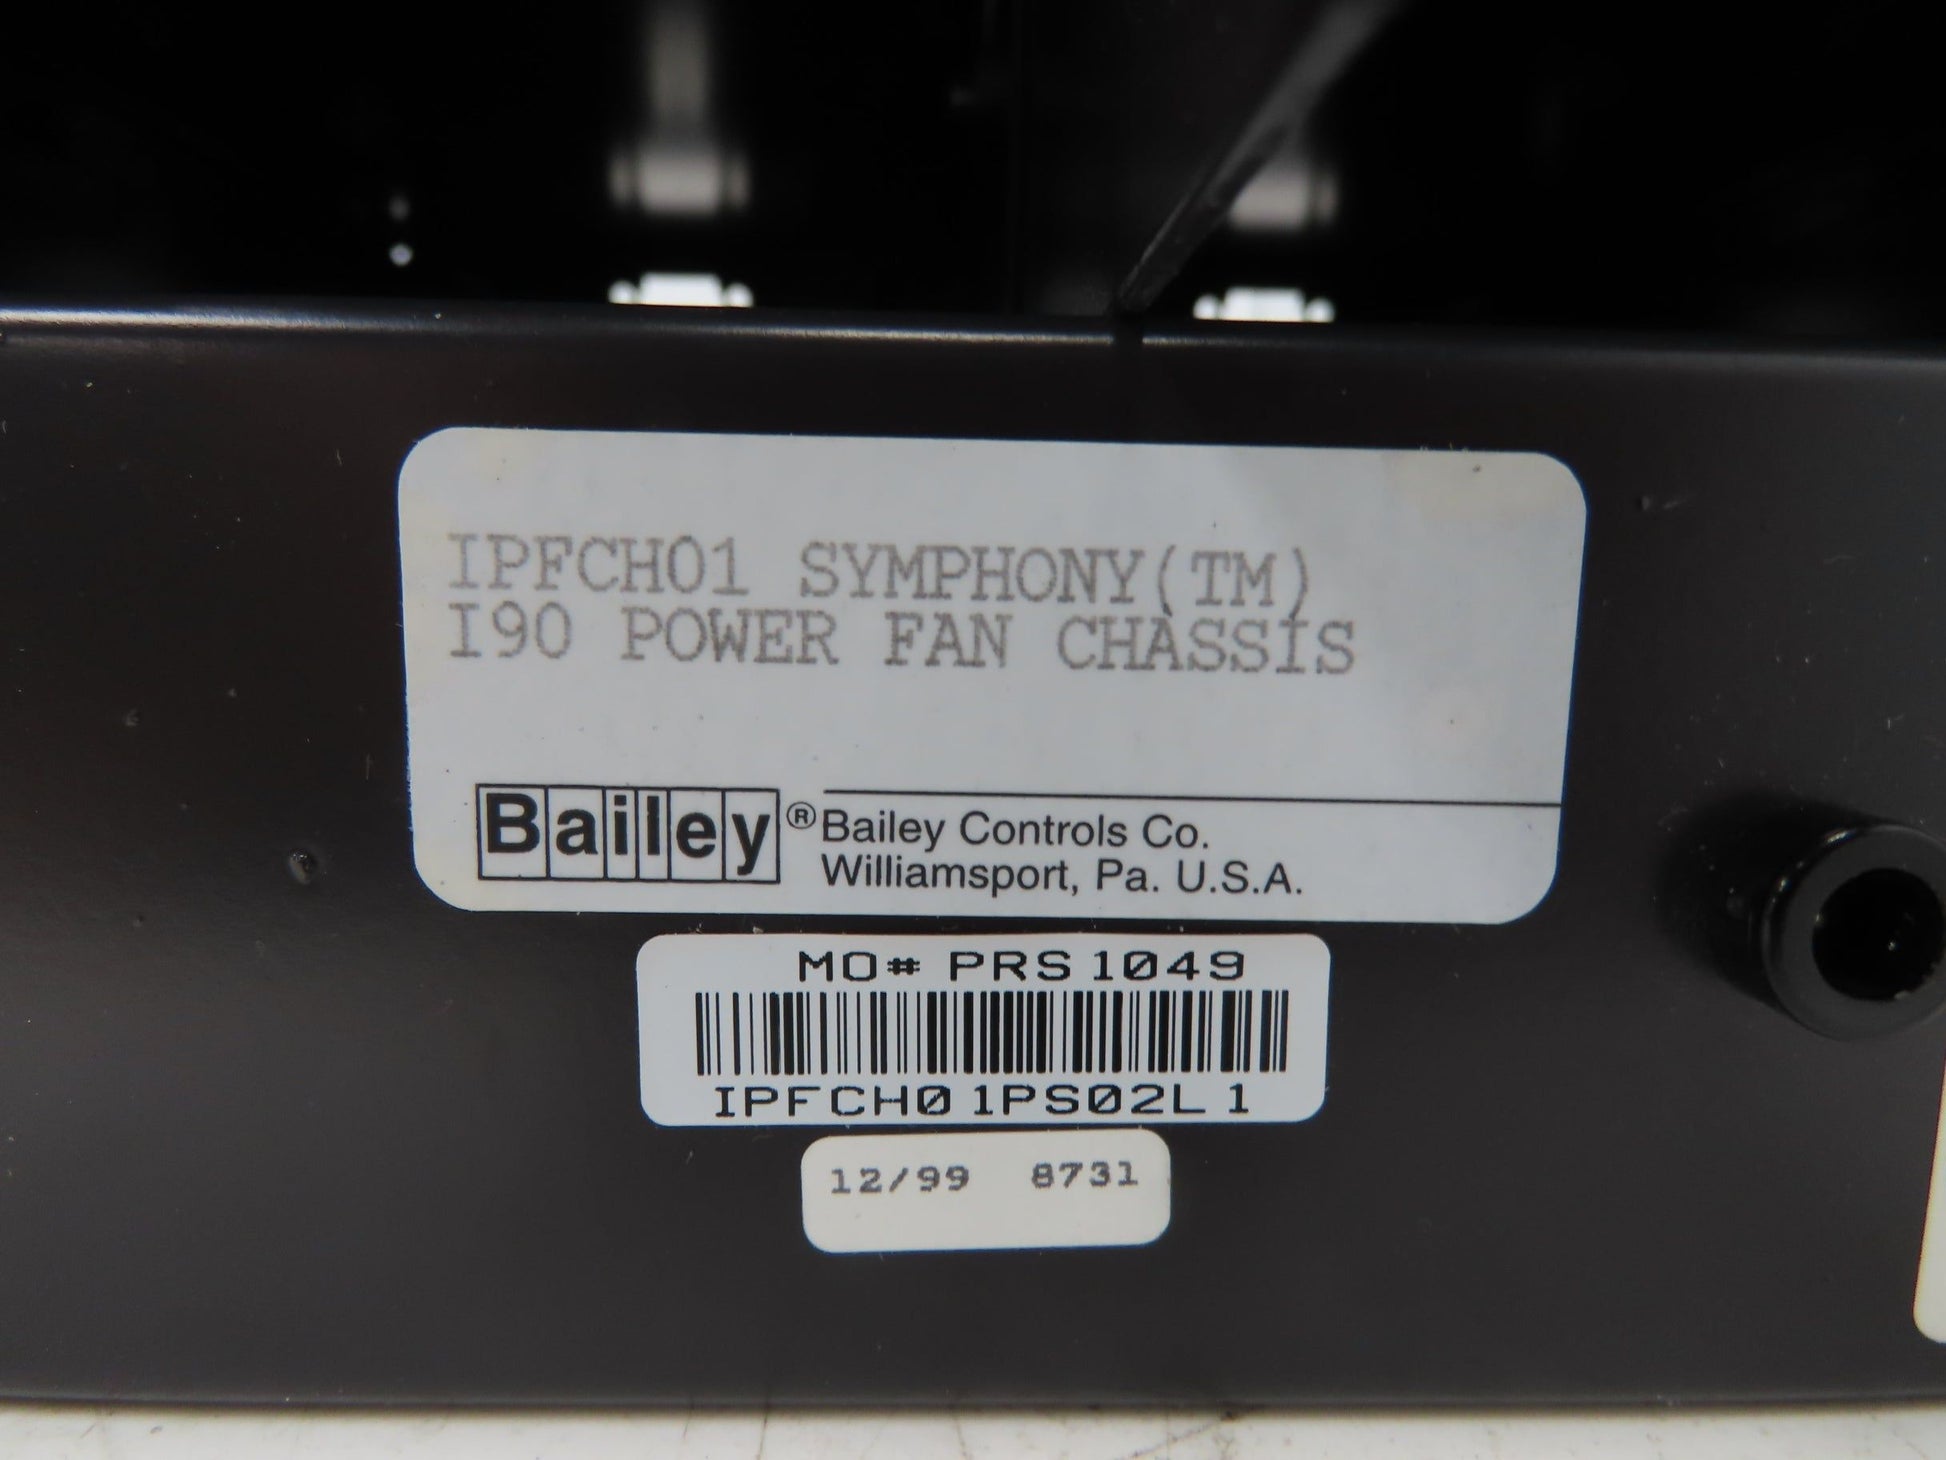 IPFCH01 SYMPHONY(TM)
I90 POWER FAN CHASSIS
Bailey® Bailey Controls Co.
Williamsport, Pa. U.S.A.
MO# PRS1049
IPFCH01PS02L1
12/99 8731